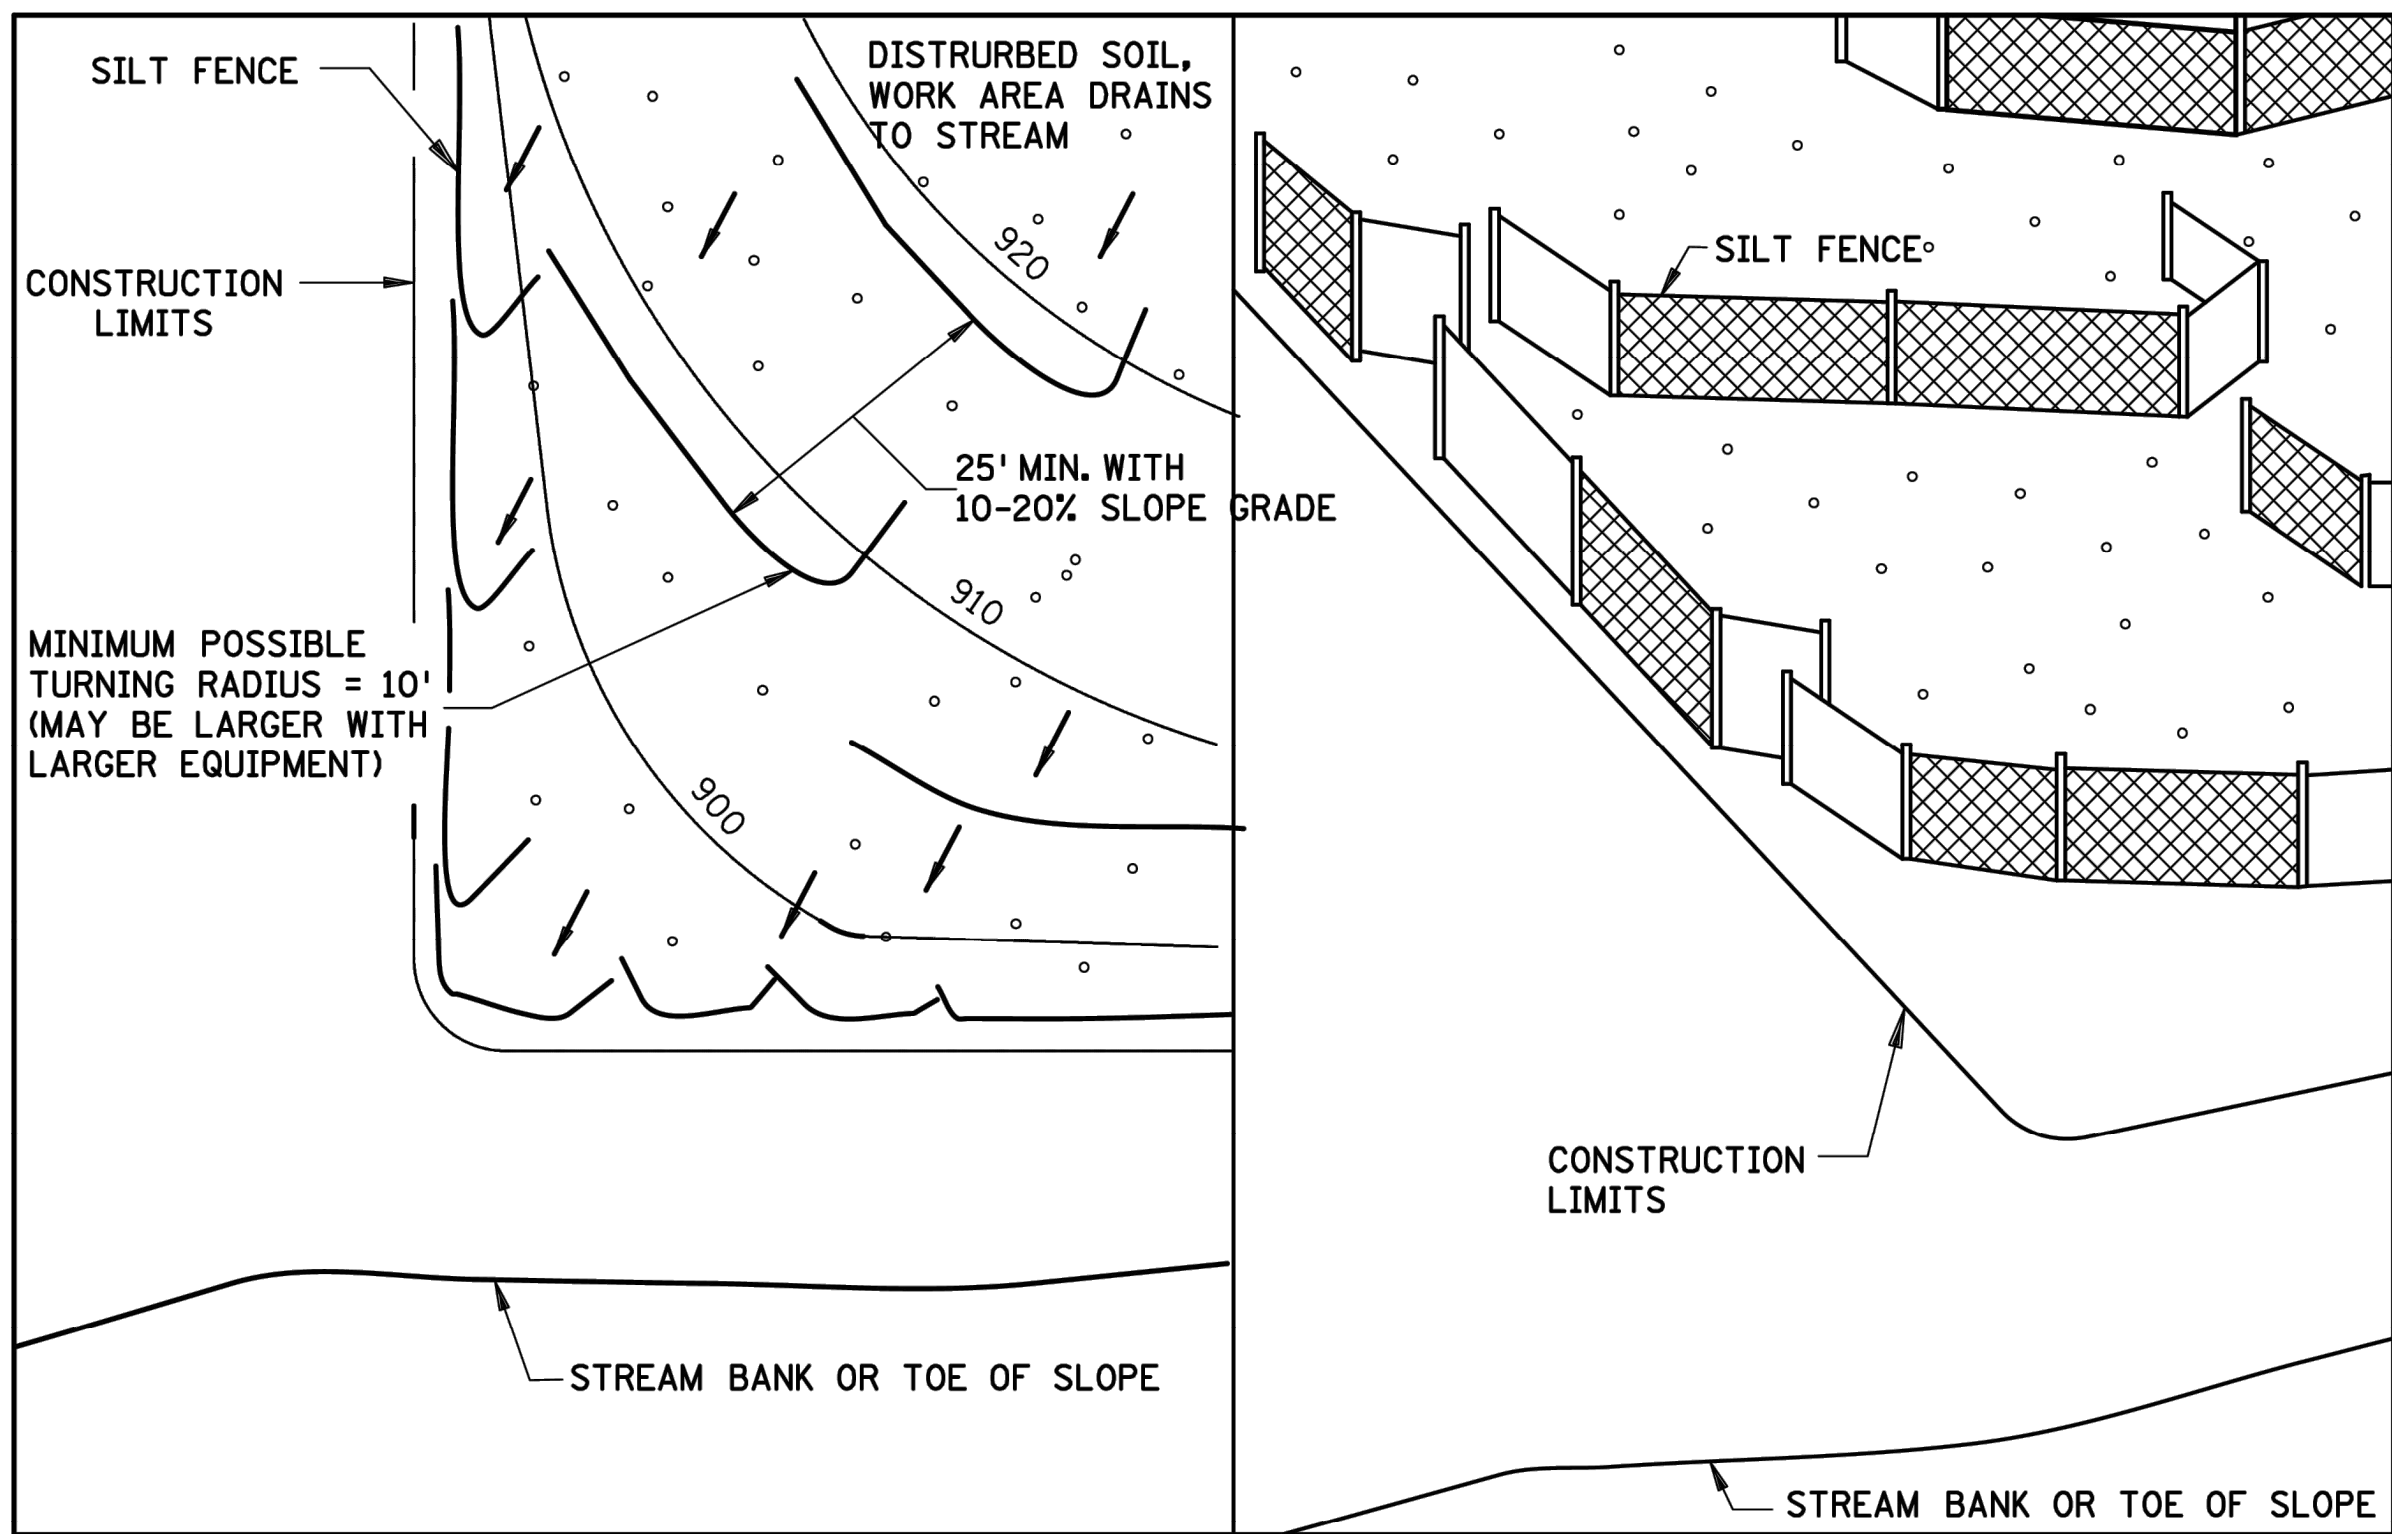 SILT FENCE
DISTRURBED SOIL,
WORK AREA DRAINS
TO STREAM
CONSTRUCTION
LIMITS
920
25' MIN. WITH
10-20% SLOPE GRADE
910
MINIMUM POSSIBLE
TURNING RADIUS = 10'
(MAY BE LARGER WITH
LARGER EQUIPMENT)
900
STREAM BANK OR TOE OF SLOPE
SILT FENCE
CONSTRUCTION
LIMITS
STREAM BANK OR TOE OF SLOPE